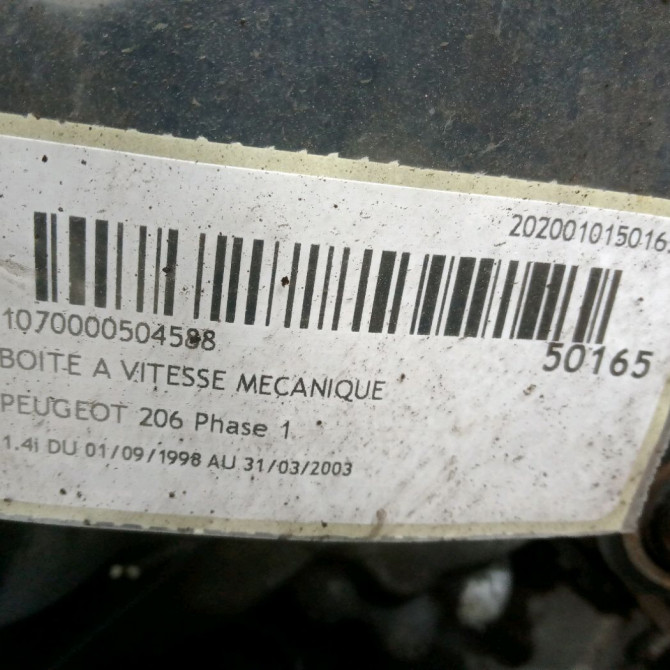 202001015016
1070000504588
50165
BOITE A VITESSE MECANIQUE
PEUGEOT 206 Phase 1
1.4i DU 01/09/1998 AU 31/03/2003